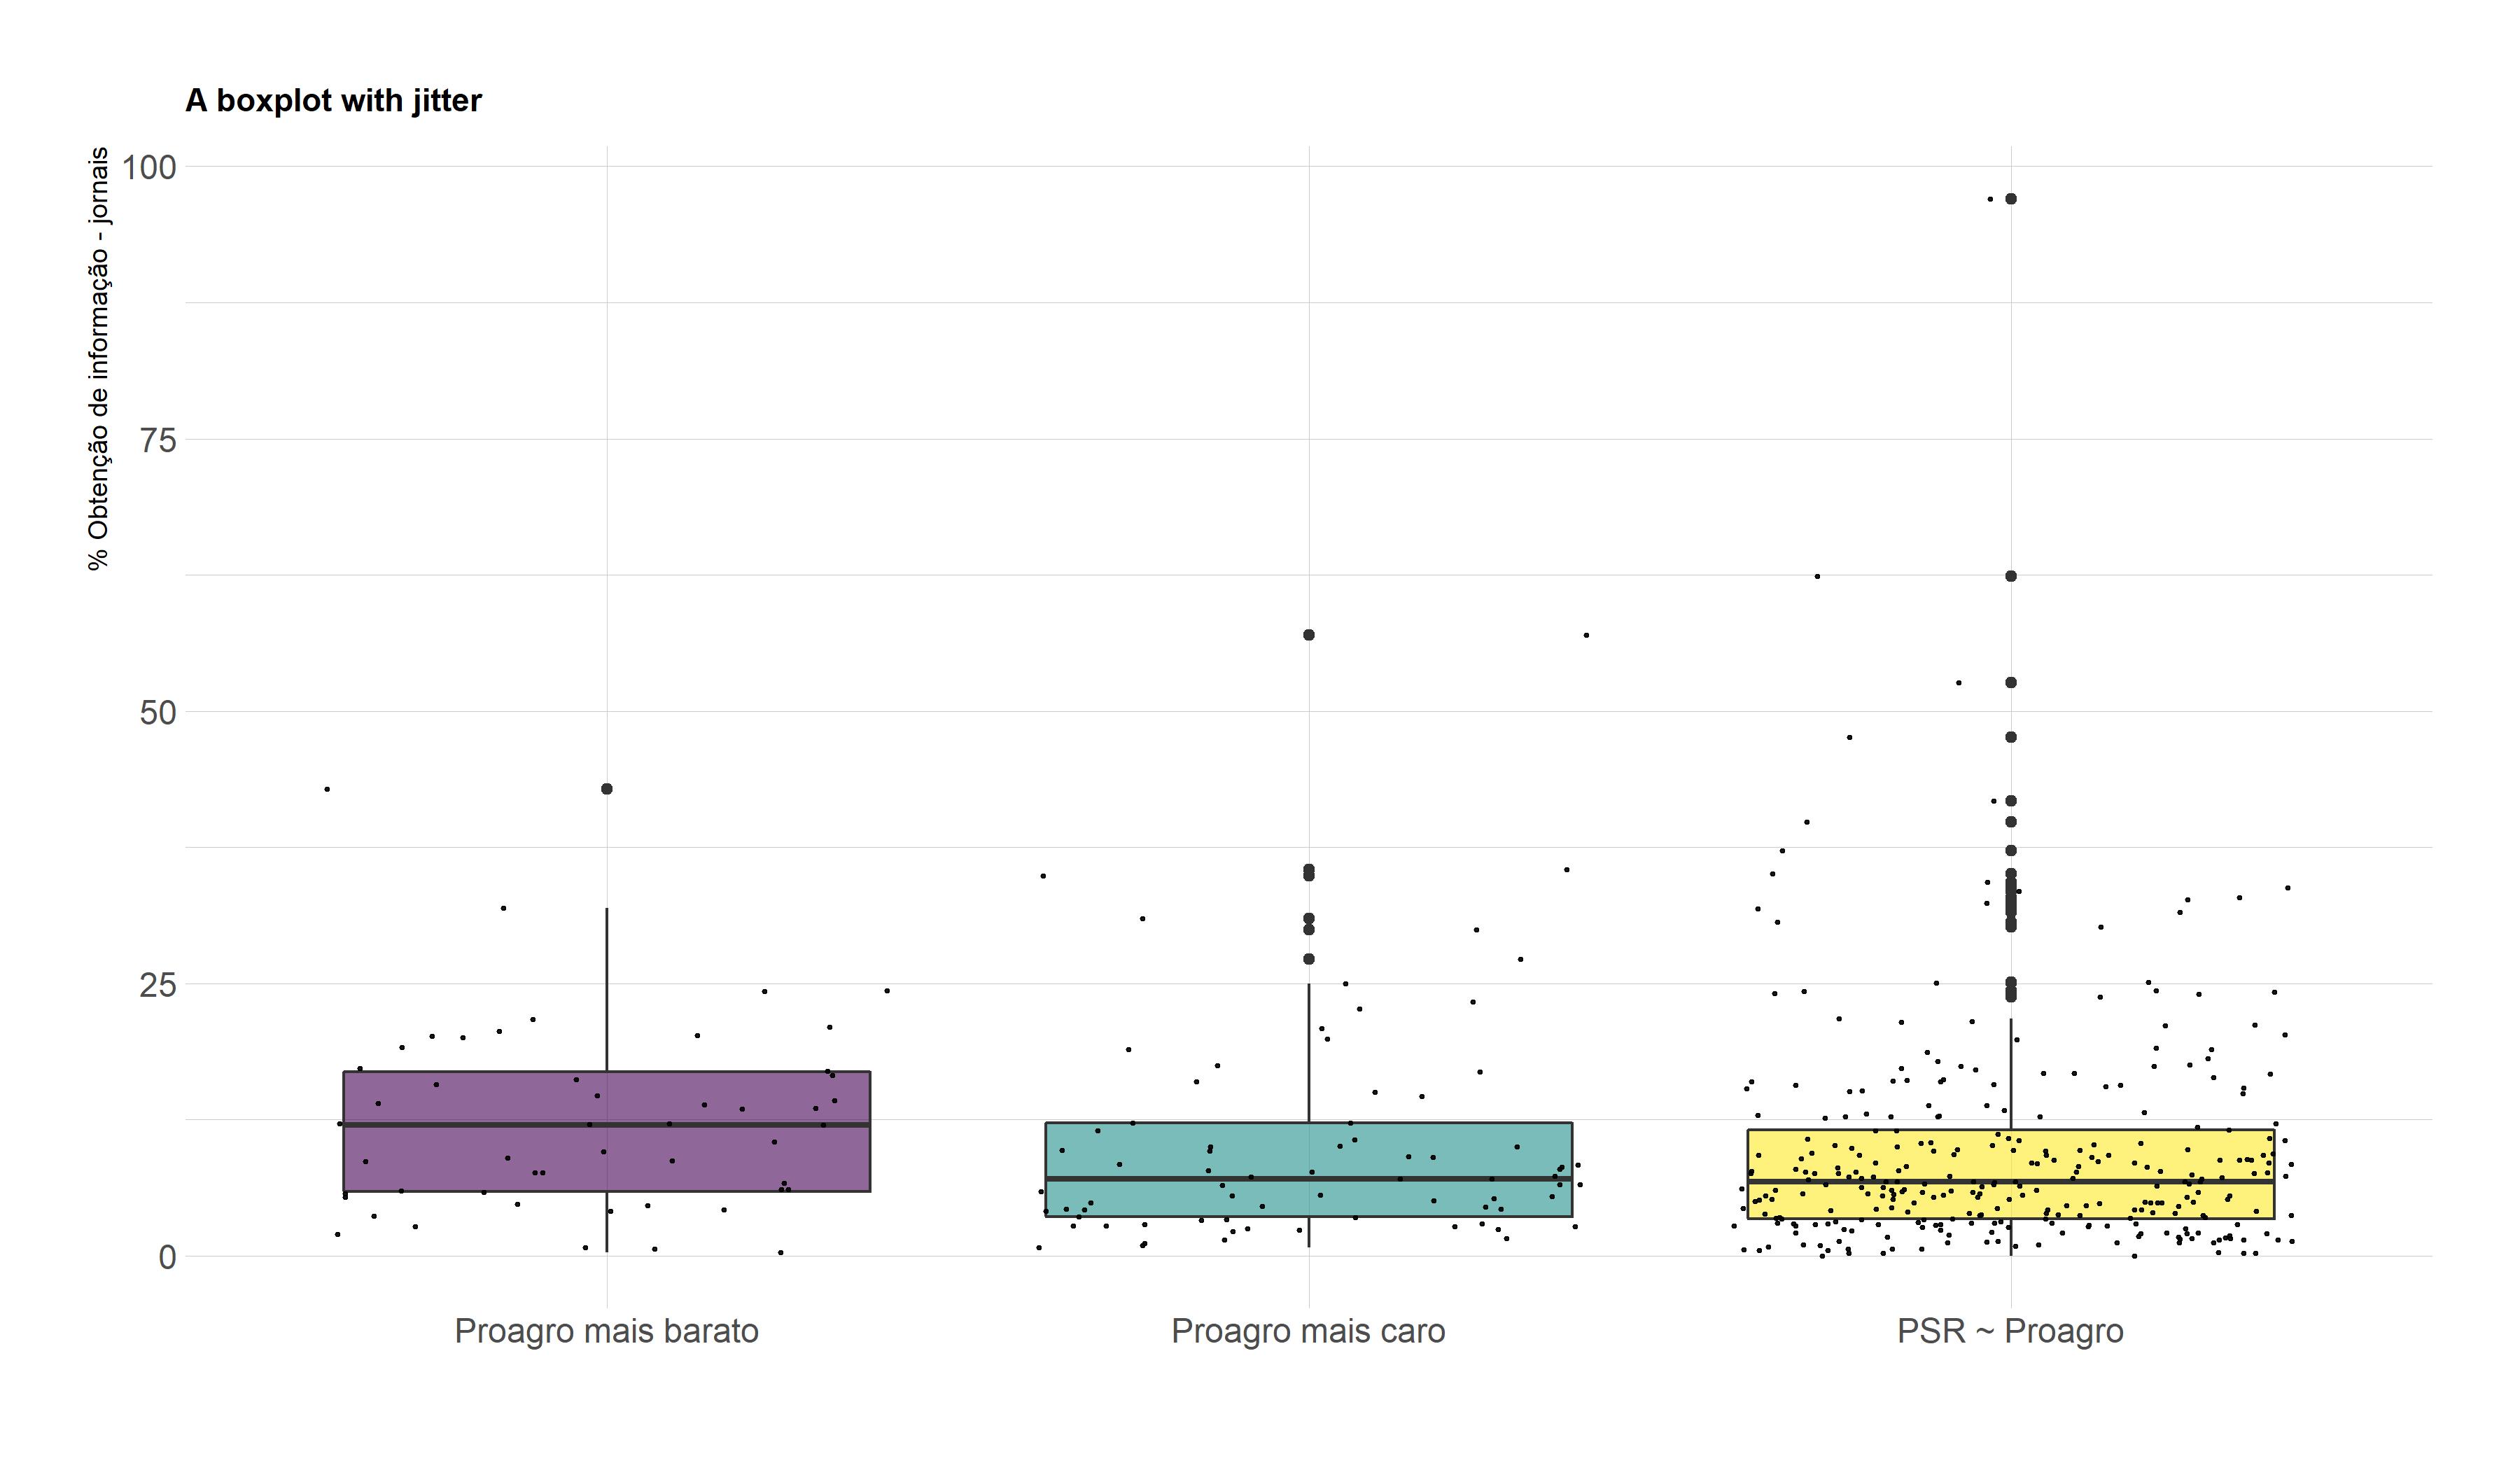 A boxplot with jitter
% Obtenção de informação - jornais
100
75
50
25
0
Proagro mais barato
Proagro mais caro
PSR ~ Proagro